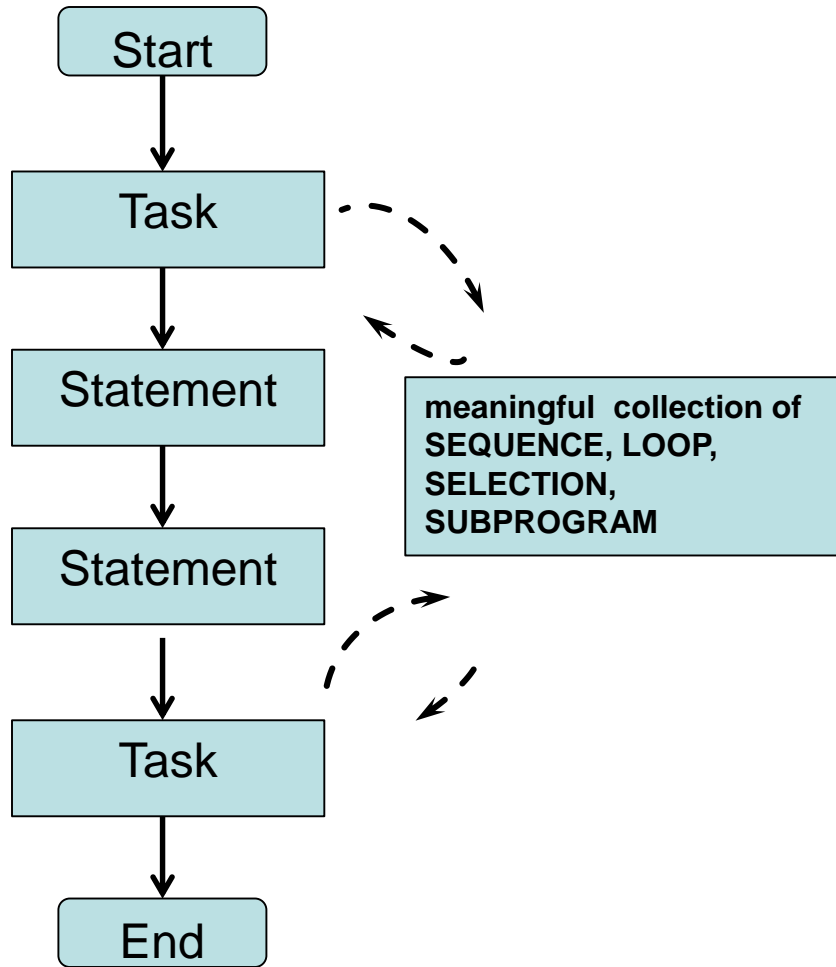 Start
Task
Statement
meaningful collection of
SEQUENCE, LOOP,
SELECTION,
SUBPROGRAM
Statement
Task
End